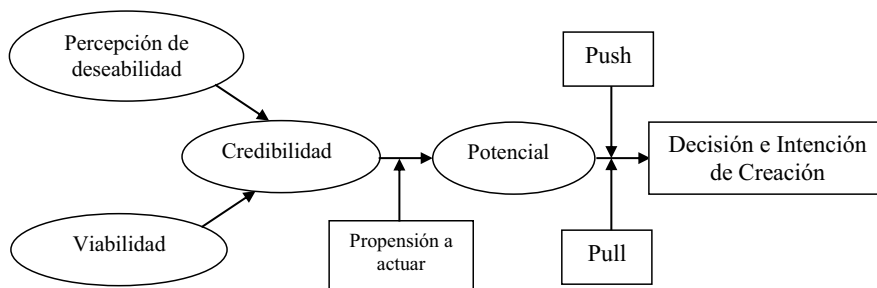 Percepción de
deseabilidad
Push
Credibilidad
Potencial
Decisión e Intención
de Creación
Viabilidad
Propensión a
actuar
Pull